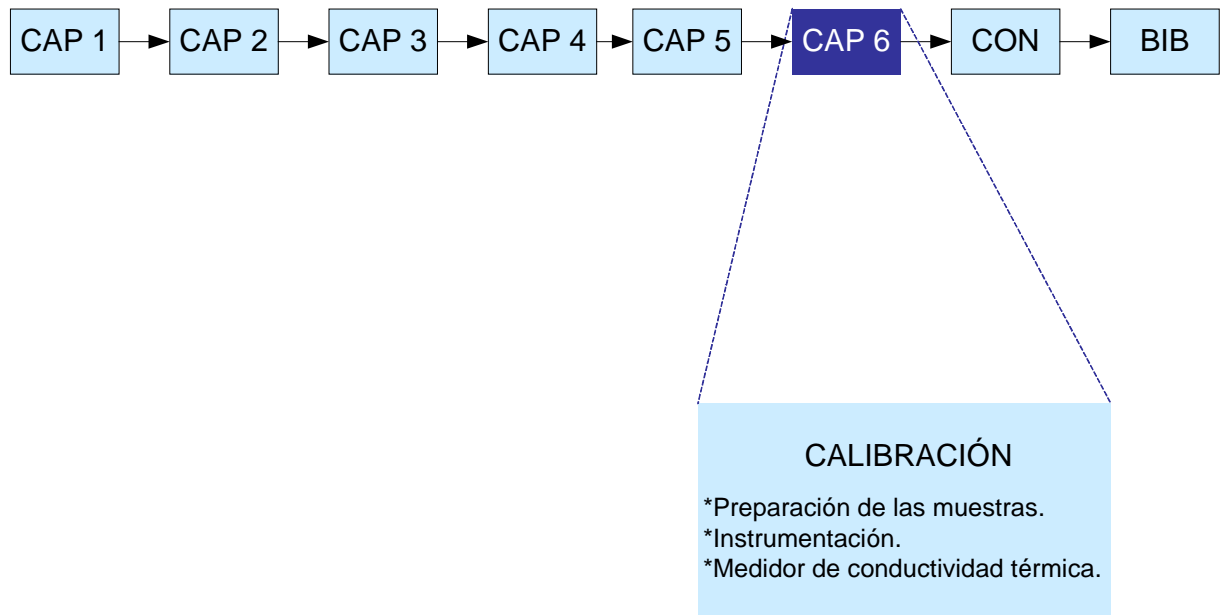 CAP 1 CAP 2 CAP 3 CAP 4 CAP 5 CAP 6 CON BIB
CALIBRACIÓN
*Preparación de las muestras.
*Instrumentación.
*Medidor de conductividad térmica.